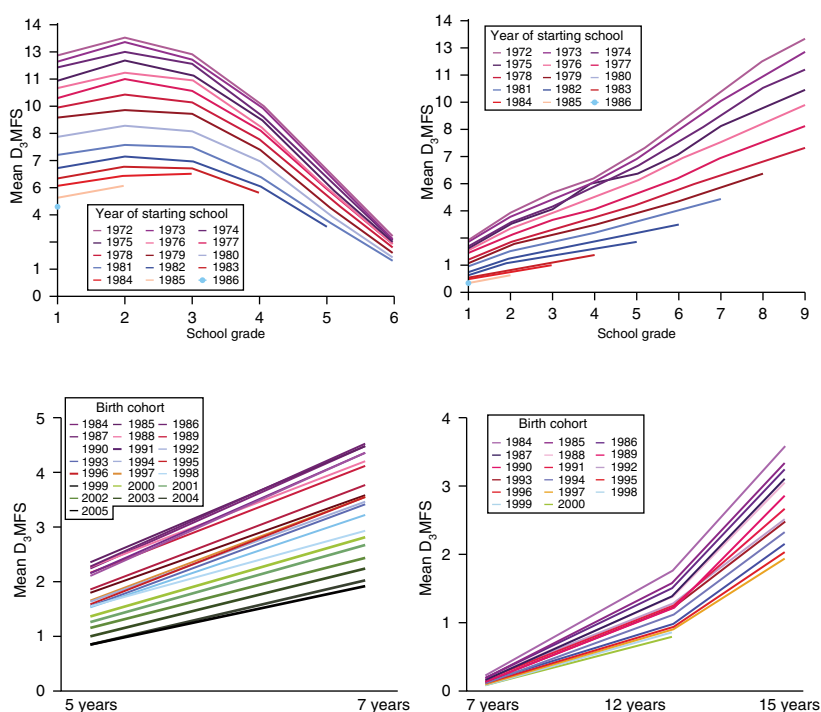 Mean D₃MFS
14
13
11
10
8
7
6
4
1
0
Year of starting school
1972 1973 1974
1975 1976 1977
1978 1979 1980
1981 1982 1983
1984 1985 1986
1 2 3 4 5 6
School grade
Mean D₃MFS
14
13
11
10
8
7
6
4
1
0
Year of starting school
1972 1973 1974
1975 1976 1977
1978 1979 1980
1981 1982 1983
1984 1985 1986
1 2 3 4 5 6 7 8 9
School grade
Mean D₃MFS
5
4
3
2
1
0
Birth cohort
1984 1985 1986
1987 1988 1989
1990 1991 1992
1993 1994 1995
1996 1997 1998
1999 2000 2001
2002 2003 2004
2005
5 years 7 years
Mean D₃MFS
4
3
2
1
0
Birth cohort
1984 1985 1986
1987 1988 1989
1990 1991 1992
1993 1994 1995
1996 1997 1998
1999 2000
7 years 12 years 15 years